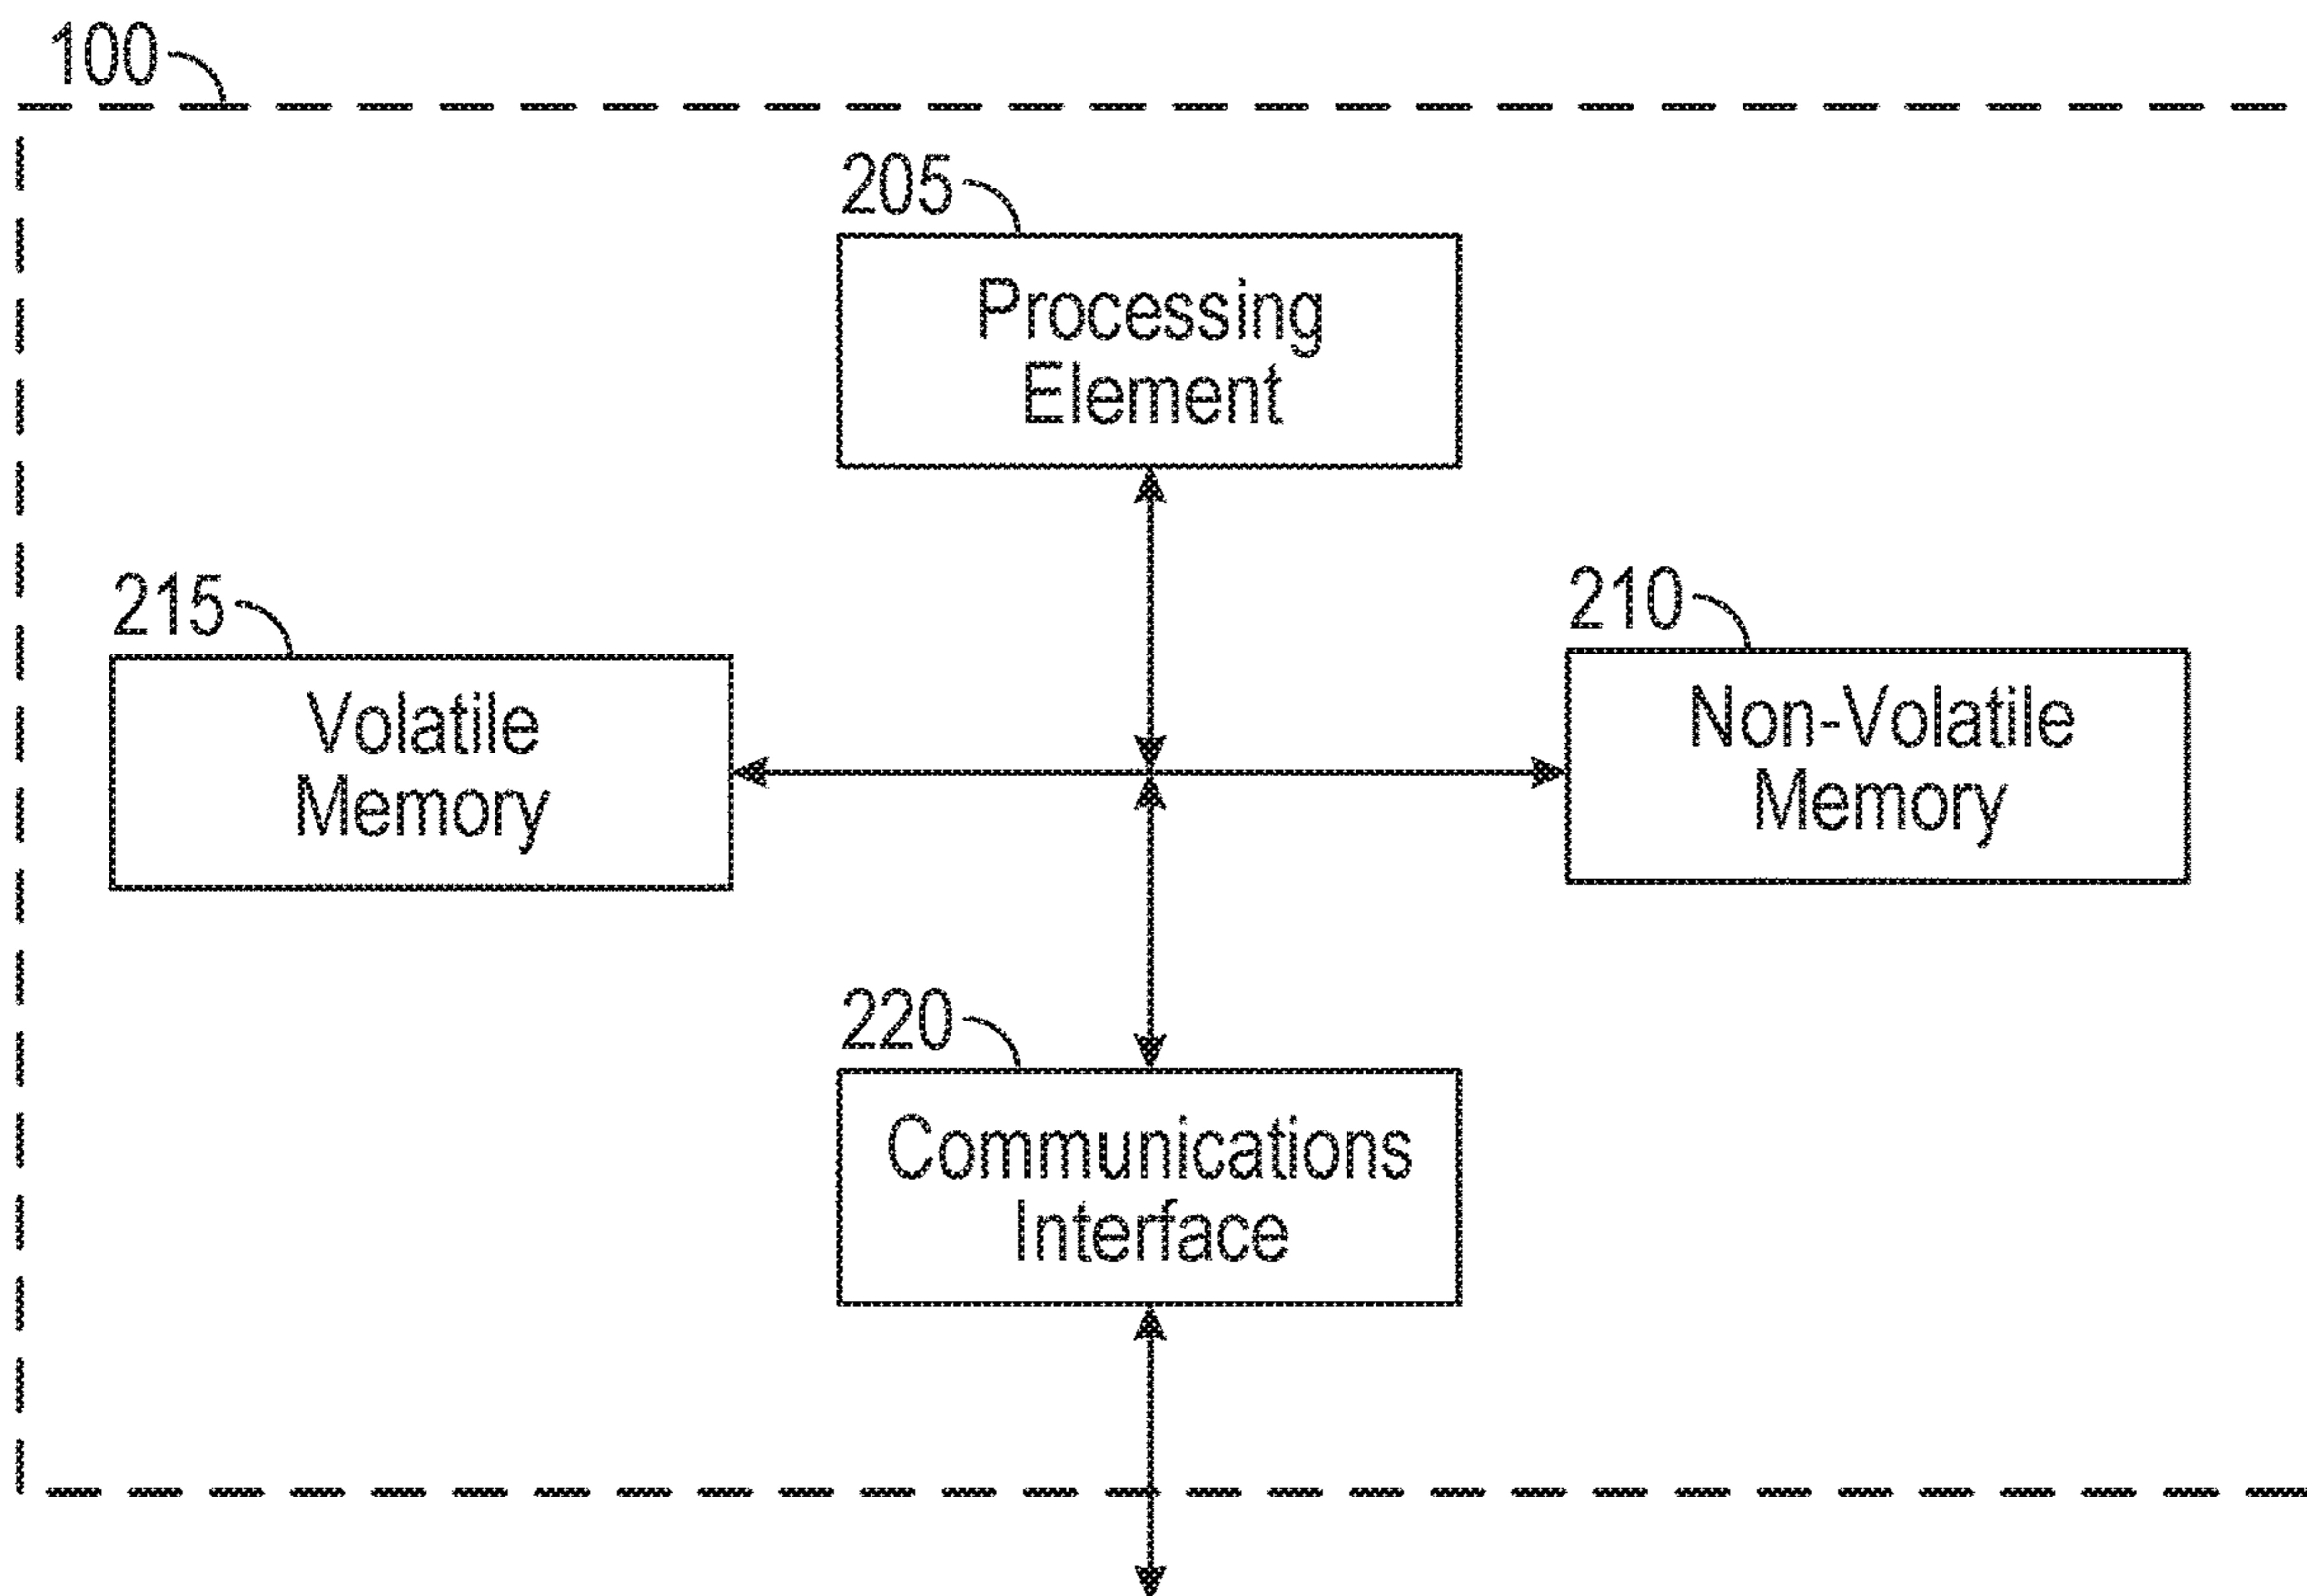 100
205
Processing
Element
215
Volatile
Memory
210
Non-Volatile
Memory
220
Communications
Interface